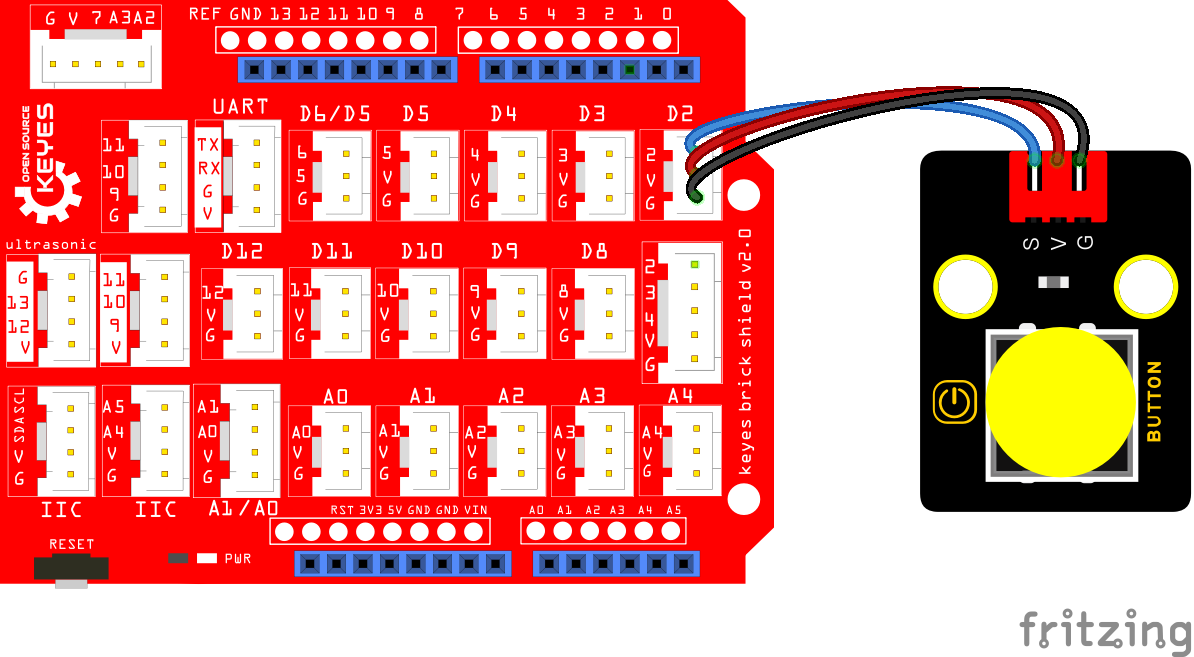 G V 7 A3 A2
REF GND 13 12 11 10 9 8
7 6 5 4 3 2 1 0
OPEN SOURCE
KEYES
UART
D6/D5
D5
D4
D3
D2
11
10
9
G
TX
RX
G
V
6
5
G
5
V
G
4
V
G
3
V
G
2
V
G
ultrasonic
D12
D11
D10
D9
D8
G
13
12
V
11
10
9
V
12
V
G
11
V
G
10
V
G
9
V
G
8
V
G
2
3
4
V
G
keyes brick shield v2.0
A0
A1
A2
A3
A4
SCL
SDA
V
G
A5
A4
V
G
A1
A0
V
G
A0
V
G
A1
V
G
A2
V
G
A3
V
G
A4
V
G
IIC
IIC
A1/A0
RST 3V3 5V GND GND VIN
A0 A1 A2 A3 A4 A5
RESET
PWR
S V G
BUTTON
fritzing